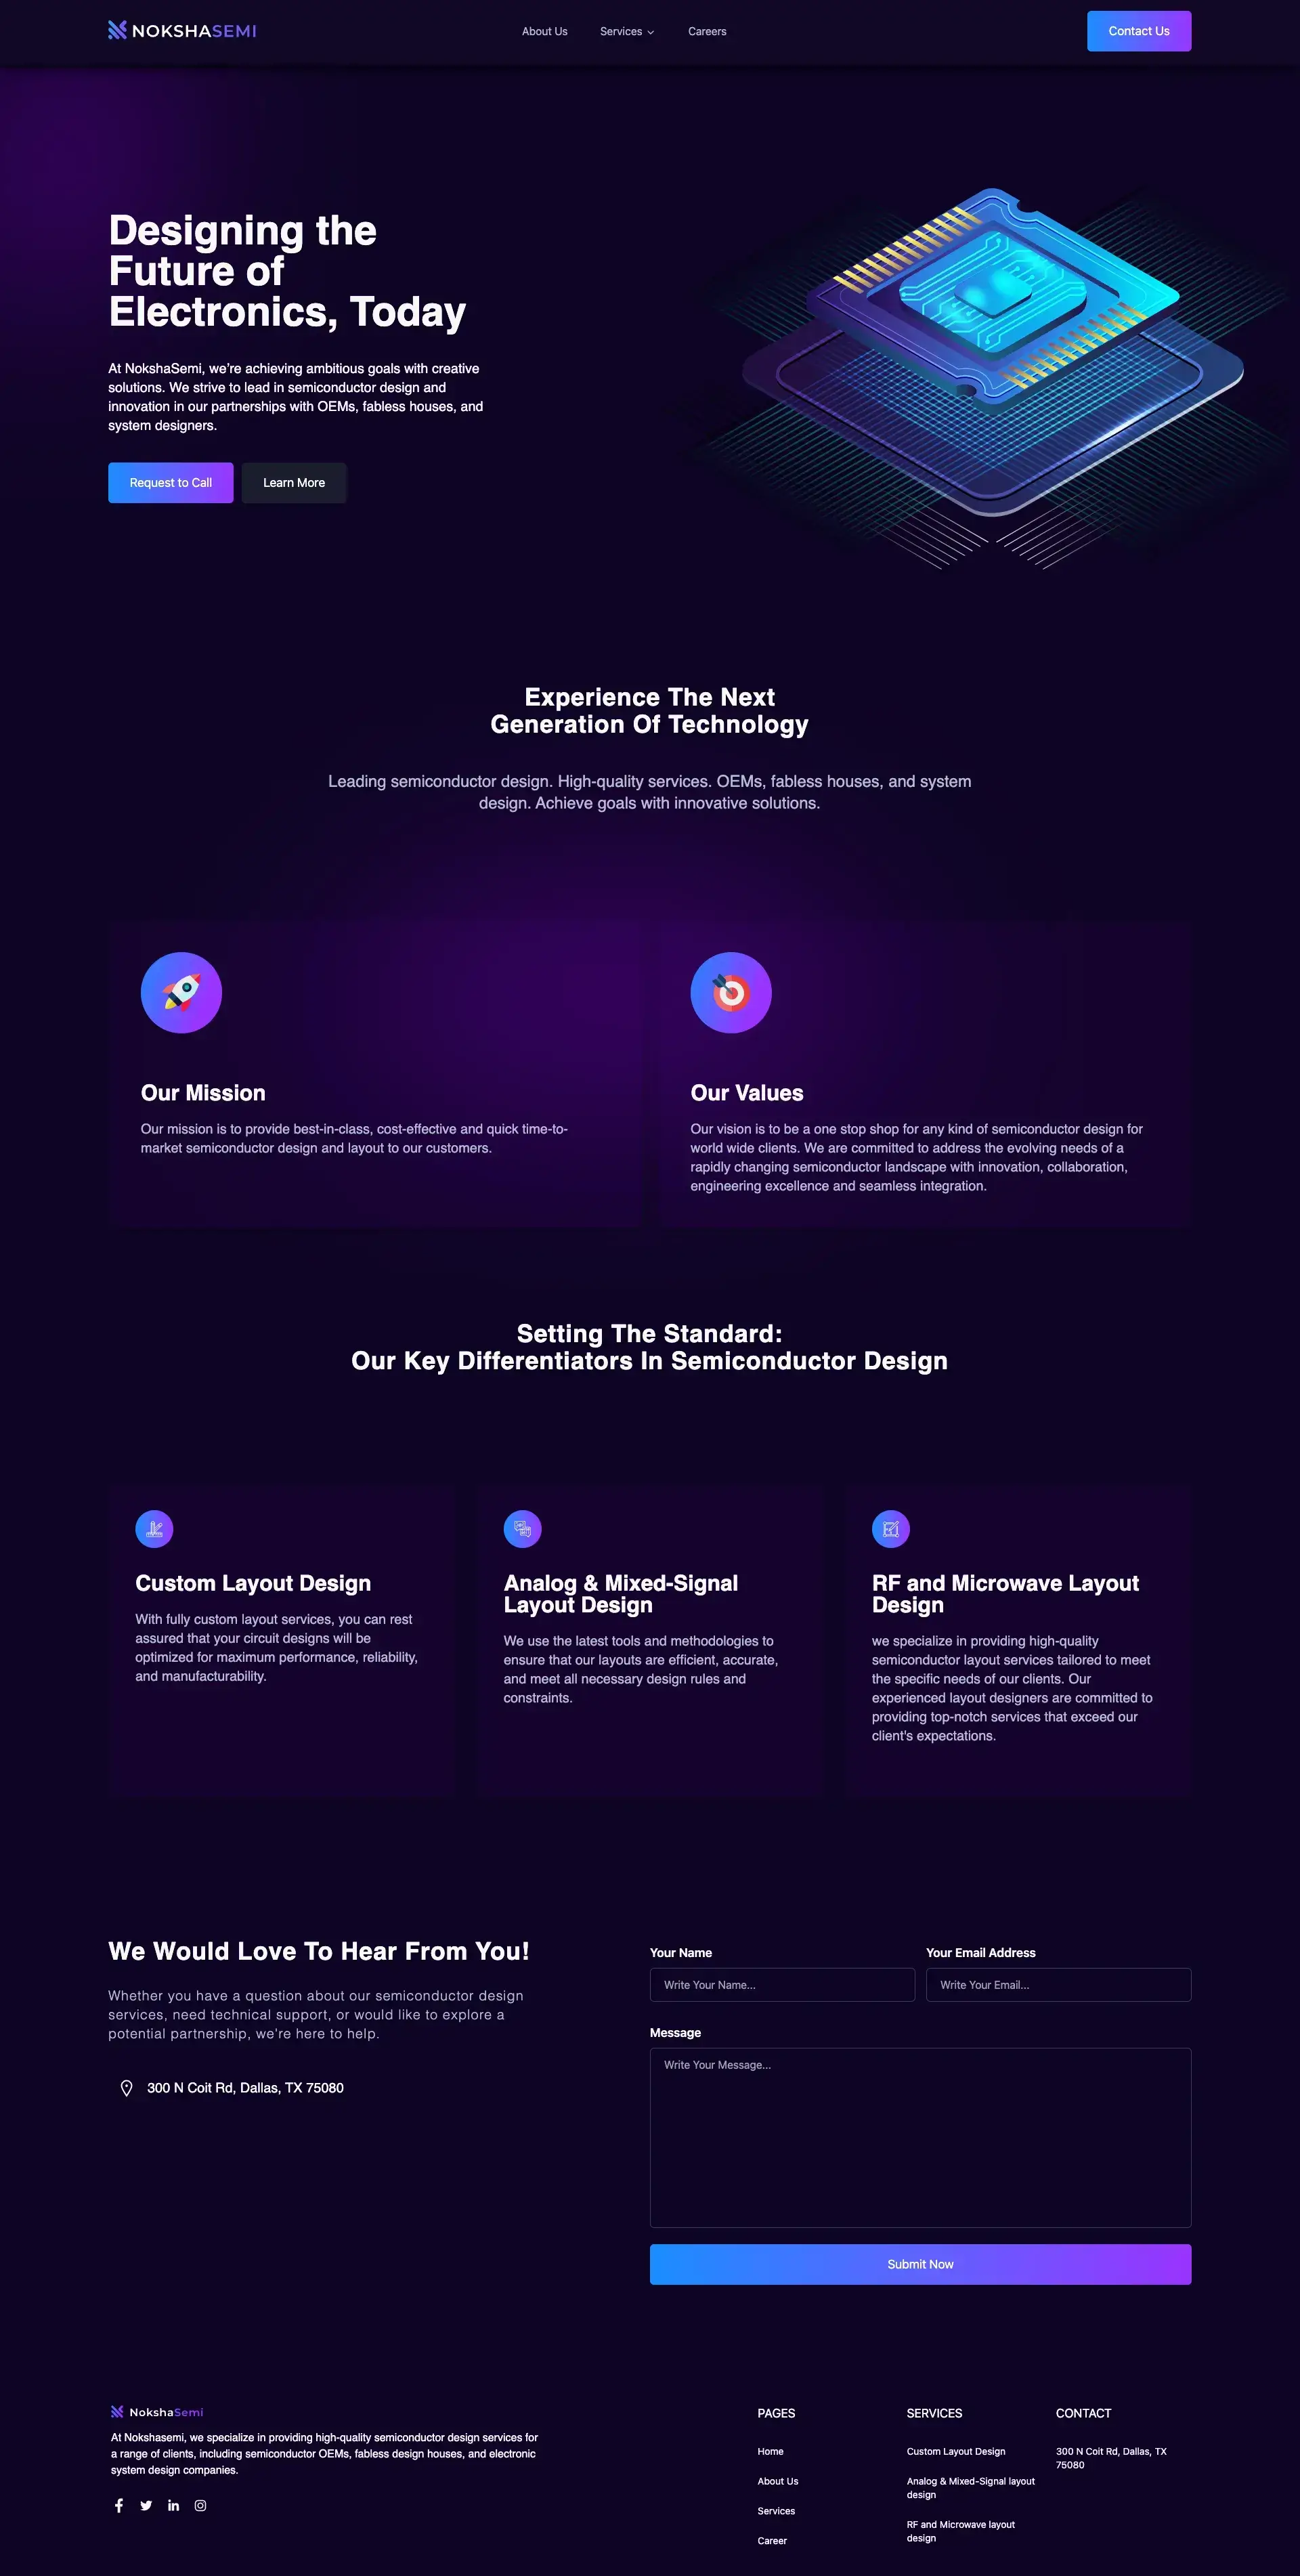 NOKSHASEMI
About Us
Services
Careers
Contact Us
Designing the
Future of
Electronics, Today
At NokshaSemi, we're achieving ambitious goals with creative
solutions. We strive to lead in semiconductor design and
innovation in our partnerships with OEMs, fabless houses, and
system designers.
Request to Call
Learn More
Experience The Next
Generation Of Technology
Leading semiconductor design. High-quality services. OEMs, fabless houses, and system
design. Achieve goals with innovative solutions.
Our Mission
Our mission is to provide best-in-class, cost-effective and quick time-to-
market semiconductor design and layout to our customers.
Our Values
Our vision is to be a one stop shop for any kind of semiconductor design for
world wide clients. We are committed to address the evolving needs of a
rapidly changing semiconductor landscape with innovation, collaboration,
engineering excellence and seamless integration.
Setting The Standard:
Our Key Differentiators In Semiconductor Design
Custom Layout Design
With fully custom layout services, you can rest
assured that your circuit designs will be
optimized for maximum performance, reliability,
and manufacturability.
Analog & Mixed-Signal
Layout Design
We use the latest tools and methodologies to
ensure that our layouts are efficient, accurate,
and meet all necessary design rules and
constraints.
RF and Microwave Layout
Design
we specialize in providing high-quality
semiconductor layout services tailored to meet
the specific needs of our clients. Our
experienced layout designers are committed to
providing top-notch services that exceed our
client's expectations.
We Would Love To Hear From You!
Whether you have a question about our semiconductor design
services, need technical support, or would like to explore a
potential partnership, we're here to help.
300 N Coit Rd, Dallas, TX 75080
Your Name
Write Your Name...
Your Email Address
Write Your Email...
Message
Write Your Message...
Submit Now
NokshaSemi
At Nokshasemi, we specialize in providing high-quality semiconductor design services for
a range of clients, including semiconductor OEMs, fabless design houses, and electronic
system design companies.
PAGES
Home
About Us
Services
Career
SERVICES
Custom Layout Design
Analog & Mixed-Signal layout
design
RF and Microwave layout
design
CONTACT
300 N Coit Rd, Dallas, TX
75080